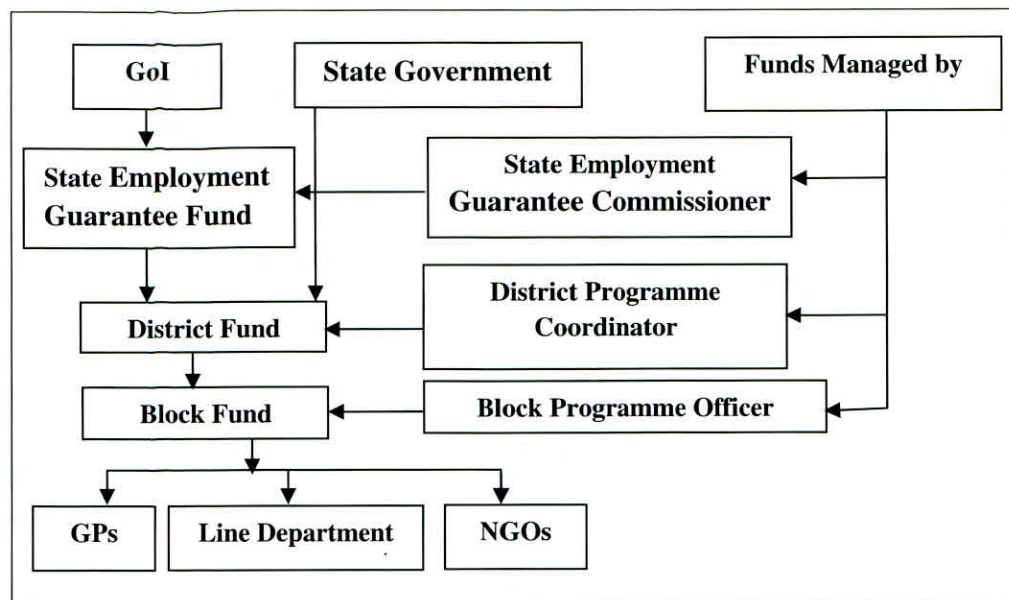 GoI
State Government
Funds Managed by
State Employment
Guarantee Fund
State Employment
Guarantee Commissioner
District Programme
Coordinator
District Fund
Block Fund
Block Programme Officer
GPs
Line Department
NGOs